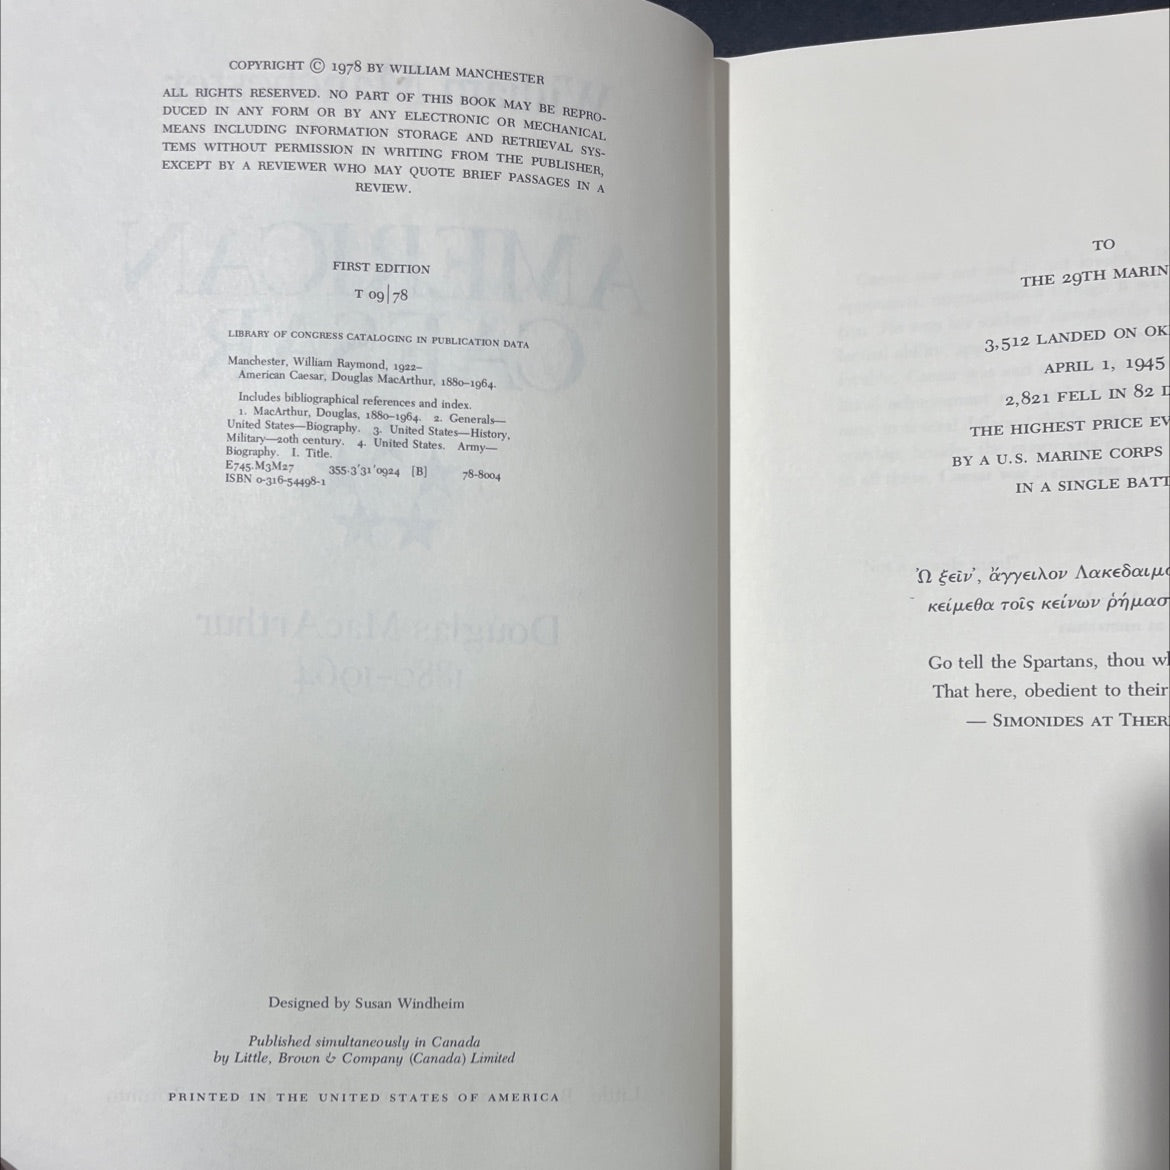 COPYRIGHT © 1978 BY WILLIAM MANCHESTER
ALL RIGHTS RESERVED. NO PART OF THIS BOOK MAY BE REPRO-
DUCED IN ANY FORM OR BY ANY ELECTRONIC OR MECHANICAL
MEANS INCLUDING INFORMATION STORAGE AND RETRIEVAL SYS-
TEMS WITHOUT PERMISSION IN WRITING FROM THE PUBLISHER,
EXCEPT BY A REVIEWER WHO MAY QUOTE BRIEF PASSAGES IN A
REVIEW.
FIRST EDITION
T 09|78
LIBRARY OF CONGRESS CATALOGING IN PUBLICATION DATA
Manchester, William Raymond, 1922–
American Caesar, Douglas MacArthur, 1880–1964.
Includes bibliographical references and index.
1. MacArthur, Douglas, 1880–1964. 2. Generals—
United States—Biography. 3. United States—History,
Military—20th century. 4. United States. Army—
Biography. I. Title.
E745.M3M27 355.3'31'0924 [B] 78-8004
ISBN 0-316-54498-1
Designed by Susan Windheim
Published simultaneously in Canada
by Little, Brown & Company (Canada) Limited
PRINTED IN THE UNITED STATES OF AMERICA
TO
THE 29TH MARIN
3,512 LANDED ON OK
APRIL 1, 1945
2,821 FELL IN 82 D
THE HIGHEST PRICE EV
BY A U.S. MARINE CORPS
IN A SINGLE BATT
Ὦ ξεῖν', ἄγγειλον Λακεδαιμο
κείμεθα τοῖς κείνων ῥήμασ
Go tell the Spartans, thou wh
That here, obedient to their
— SIMONIDES AT THER